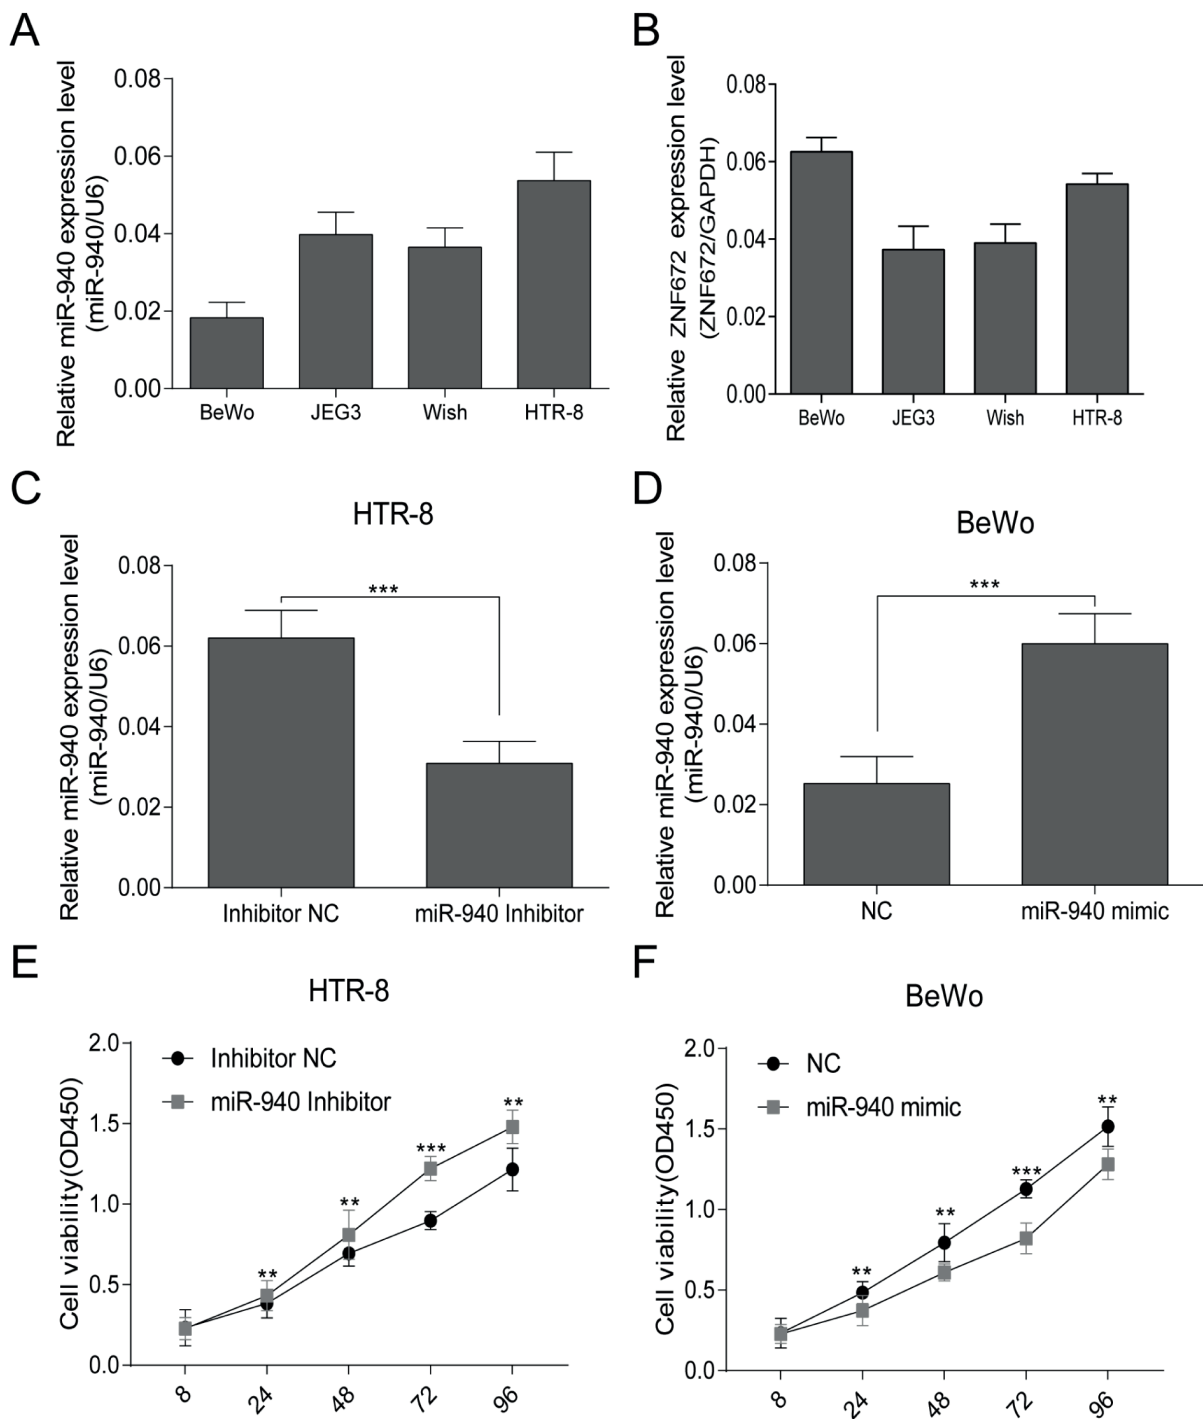 A
Relative miR-940 expression level
(miR-940/U6)
0.08
0.06
0.04
0.02
0.00
BeWo JEG3 Wish HTR-8
B
Relative ZNF672 expression level
(ZNF672/GAPDH)
0.08
0.06
0.04
0.02
0.00
BeWo JEG3 Wish HTR-8
C
HTR-8
Relative miR-940 expression level
(miR-940/U6)
0.08
0.06
0.04
0.02
0.00
***
Inhibitor NC miR-940 Inhibitor
D
BeWo
Relative miR-940 expression level
(miR-940/U6)
0.08
0.06
0.04
0.02
0.00
***
NC miR-940 mimic
E
HTR-8
Cell viability(OD450)
2.0
1.5
1.0
0.5
0.0
Inhibitor NC
miR-940 Inhibitor
** ** *** **
8 24 48 72 96
F
BeWo
Cell viability(OD450)
2.0
1.5
1.0
0.5
0.0
NC
miR-940 mimic
** ** *** **
8 24 48 72 96